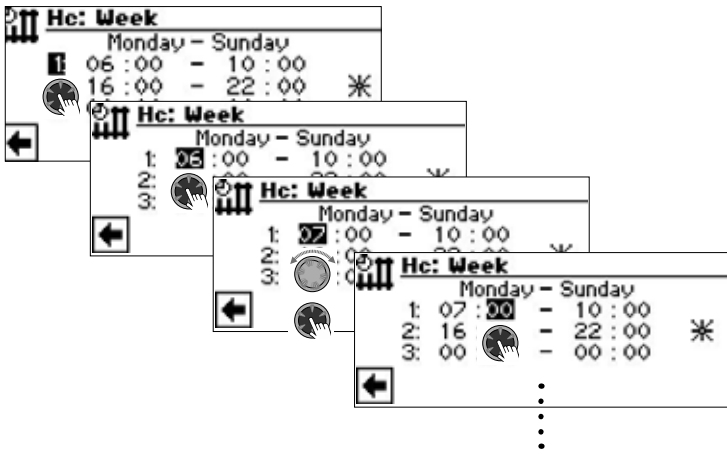 Hc: Week
Monday – Sunday
1: 06 : 00 – 10 : 00
16 : 00 – 22 : 00
Hc: Week
Monday – Sunday
1: 06 : 00 – 10 : 00
2:
3:
Hc: Week
Monday – Sunday
1: 07 : 00 – 10 : 00
2:
3:
Hc: Week
Monday – Sunday
1: 07 : 00 – 10 : 00
2: 16 – 22 : 00
3: 00 – 00 : 00